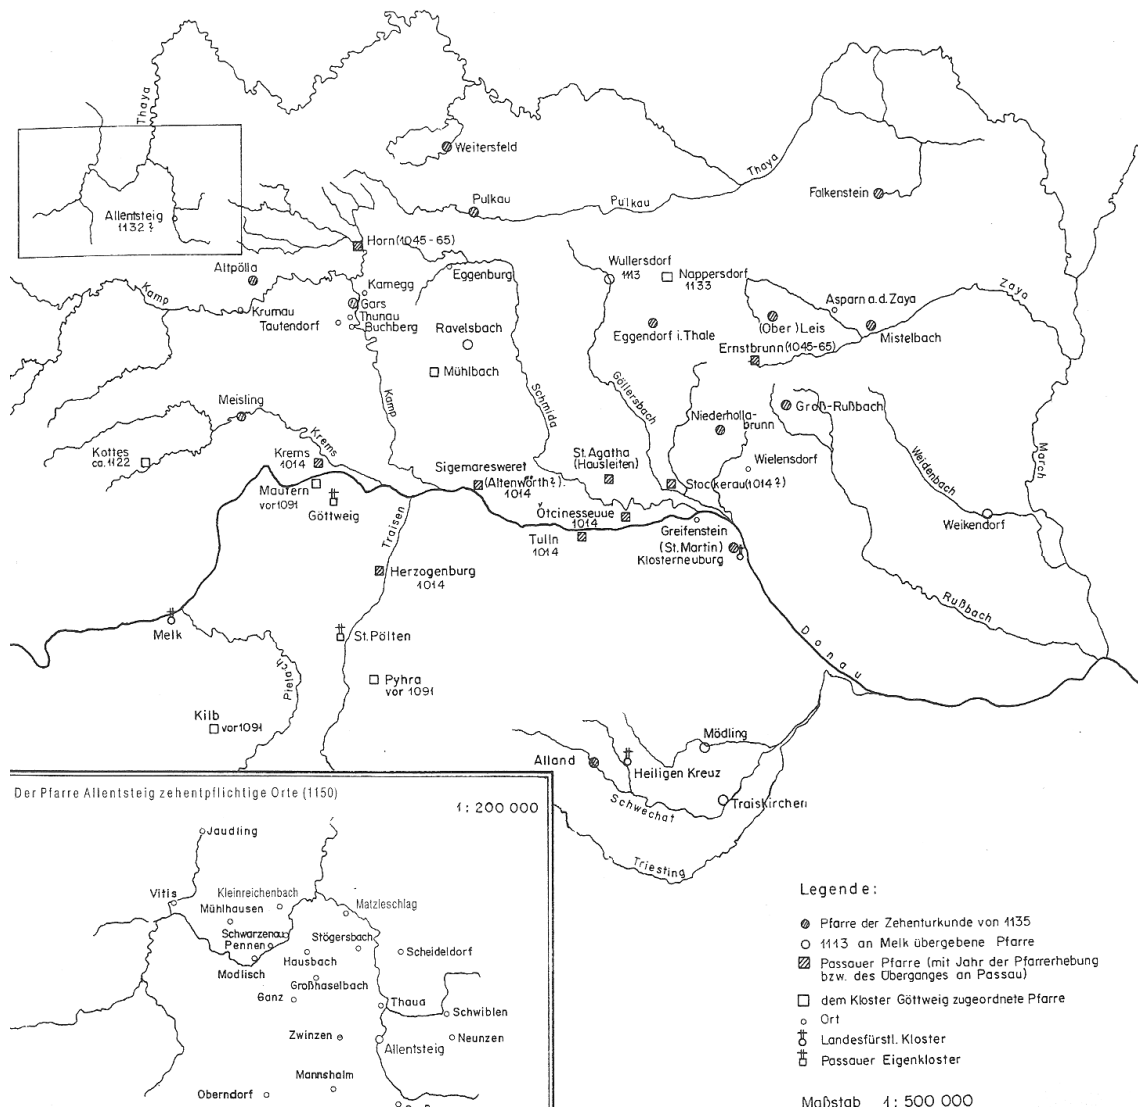 Thaya
Weitersfeld
Thaya
Falkenstein
Pulkau
Pulkau
Allentsteig
1132?
Horn (1045-65)
Altpölla
Eggenburg
Wullersdorf
1113
Nappersdorf
1133
Kamp
Kamegg
Gars
Thunau
Buchberg
Krumau
Tautendorf
Ravelsbach
Mühlbach
Eggendorf i. Thale
(Ober) Leis
Asparn a.d. Zaya
Zaya
Mistelbach
Ernstbrunn (1045-65)
Göllersbach
Schmida
Kamp
Meisling
Krems
Kottes
ca. 1122
Krems
1014
Mautern
vor 1091
Göttweig
Sigemaresweret
(Altenwörth?)
1014
St. Agatha
(Hausleiten)
Niederholla-
brunn
Groß-Rußbach
Wielensdorf
Stockerau (1014?)
Weidenbach
March
Weikendorf
Ötcinesseuue
1014
Tulln
1014
Greifenstein
(St. Martin)
Klosterneuburg
Traisen
Herzogenburg
1014
Rußbach
Donau
Melk
St. Pölten
Pielach
Pyhra
vor 1091
Kilb
vor 1091
Mödling
Alland
Heiligen Kreuz
Schwechat
Traiskirchen
Triesting
Der Pfarre Allentsteig zehentpflichtige Orte (1150)
1: 200 000
Jaudling
Vitis
Kleinreichenbach
Mühlhausen
Matzleschlag
Schwarzenau
Pennen
Stögersbach
Scheideldorf
Modlisch
Hausbach
Großhaselbach
Ganz
Thaua
Schwiblen
Zwinzen
Allentsteig
Neunzen
Mannshalm
Oberndorf
Legende:
Pfarre der Zehenturkunde von 1135
1113 an Melk übergebene Pfarre
Passauer Pfarre (mit Jahr der Pfarrerhebung
bzw. des Überganges an Passau)
dem Kloster Göttweig zugeordnete Pfarre
Ort
Landesfürstl. Kloster
Passauer Eigenkloster
Maßstab 1: 500 000